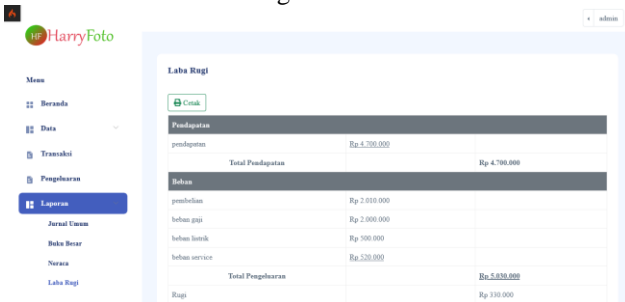 admin
HF HarryFoto
Menu
Beranda
Data
Transaksi
Pengeluaran
Laporan
Jurnal Umum
Buku Besar
Neraca
Laba Rugi
Laba Rugi
Cetak
Pendapatan
pendapatan Rp 4.700.000
Total Pendapatan Rp 4.700.000
Beban
pembelian Rp 2.010.000
beban gaji Rp 2.000.000
beban listrik Rp 500.000
beban service Rp 520.000
Total Pengeluaran Rp 5.030.000
Rugi Rp 330.000